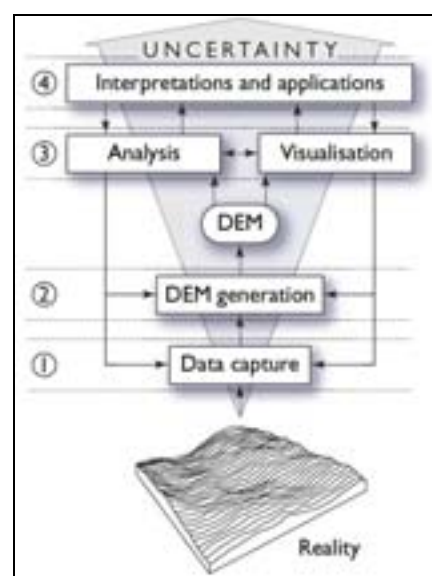 UNCERTAINTY
④ Interpretations and applications
③ Analysis Visualisation
DEM
② DEM generation
① Data capture
Reality